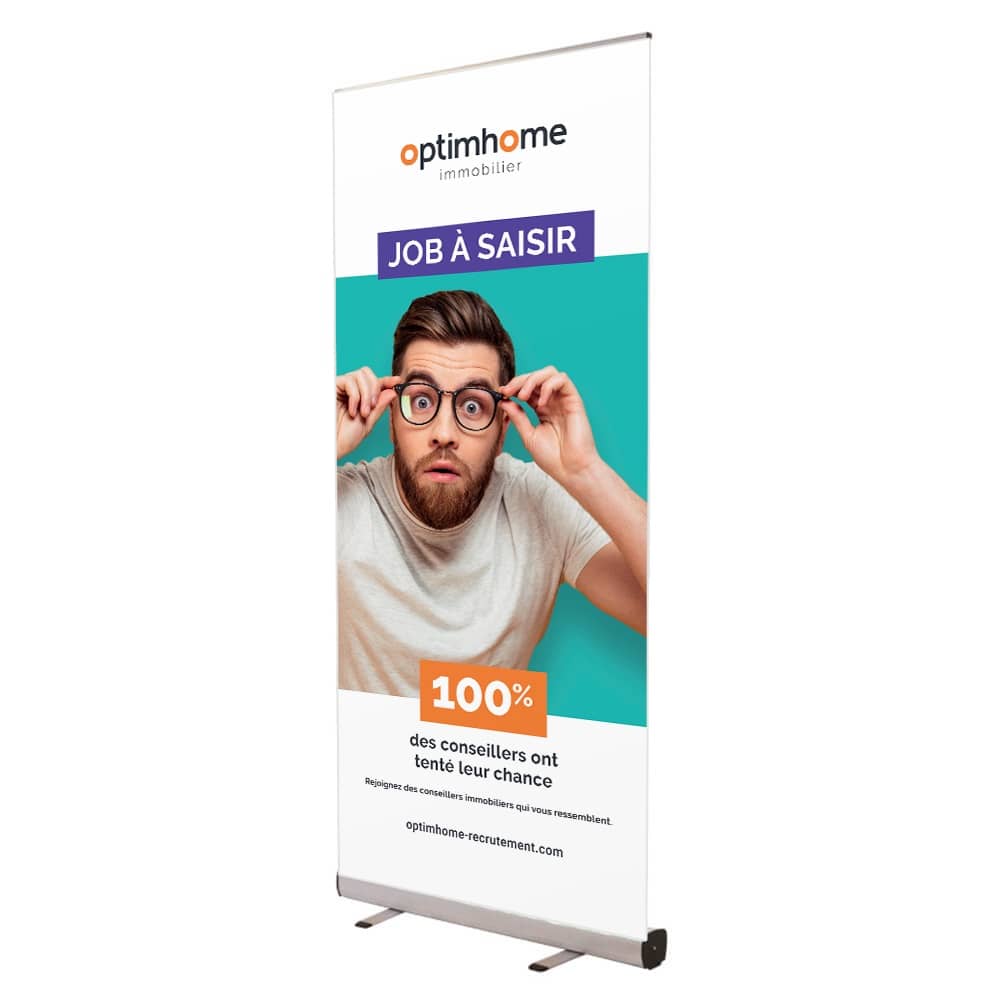 optimhome
immobilier
JOB À SAISIR
100%
des conseillers ont
tenté leur chance
Rejoignez des conseillers immobiliers qui vous ressemblent.
optimhome-recrutement.com